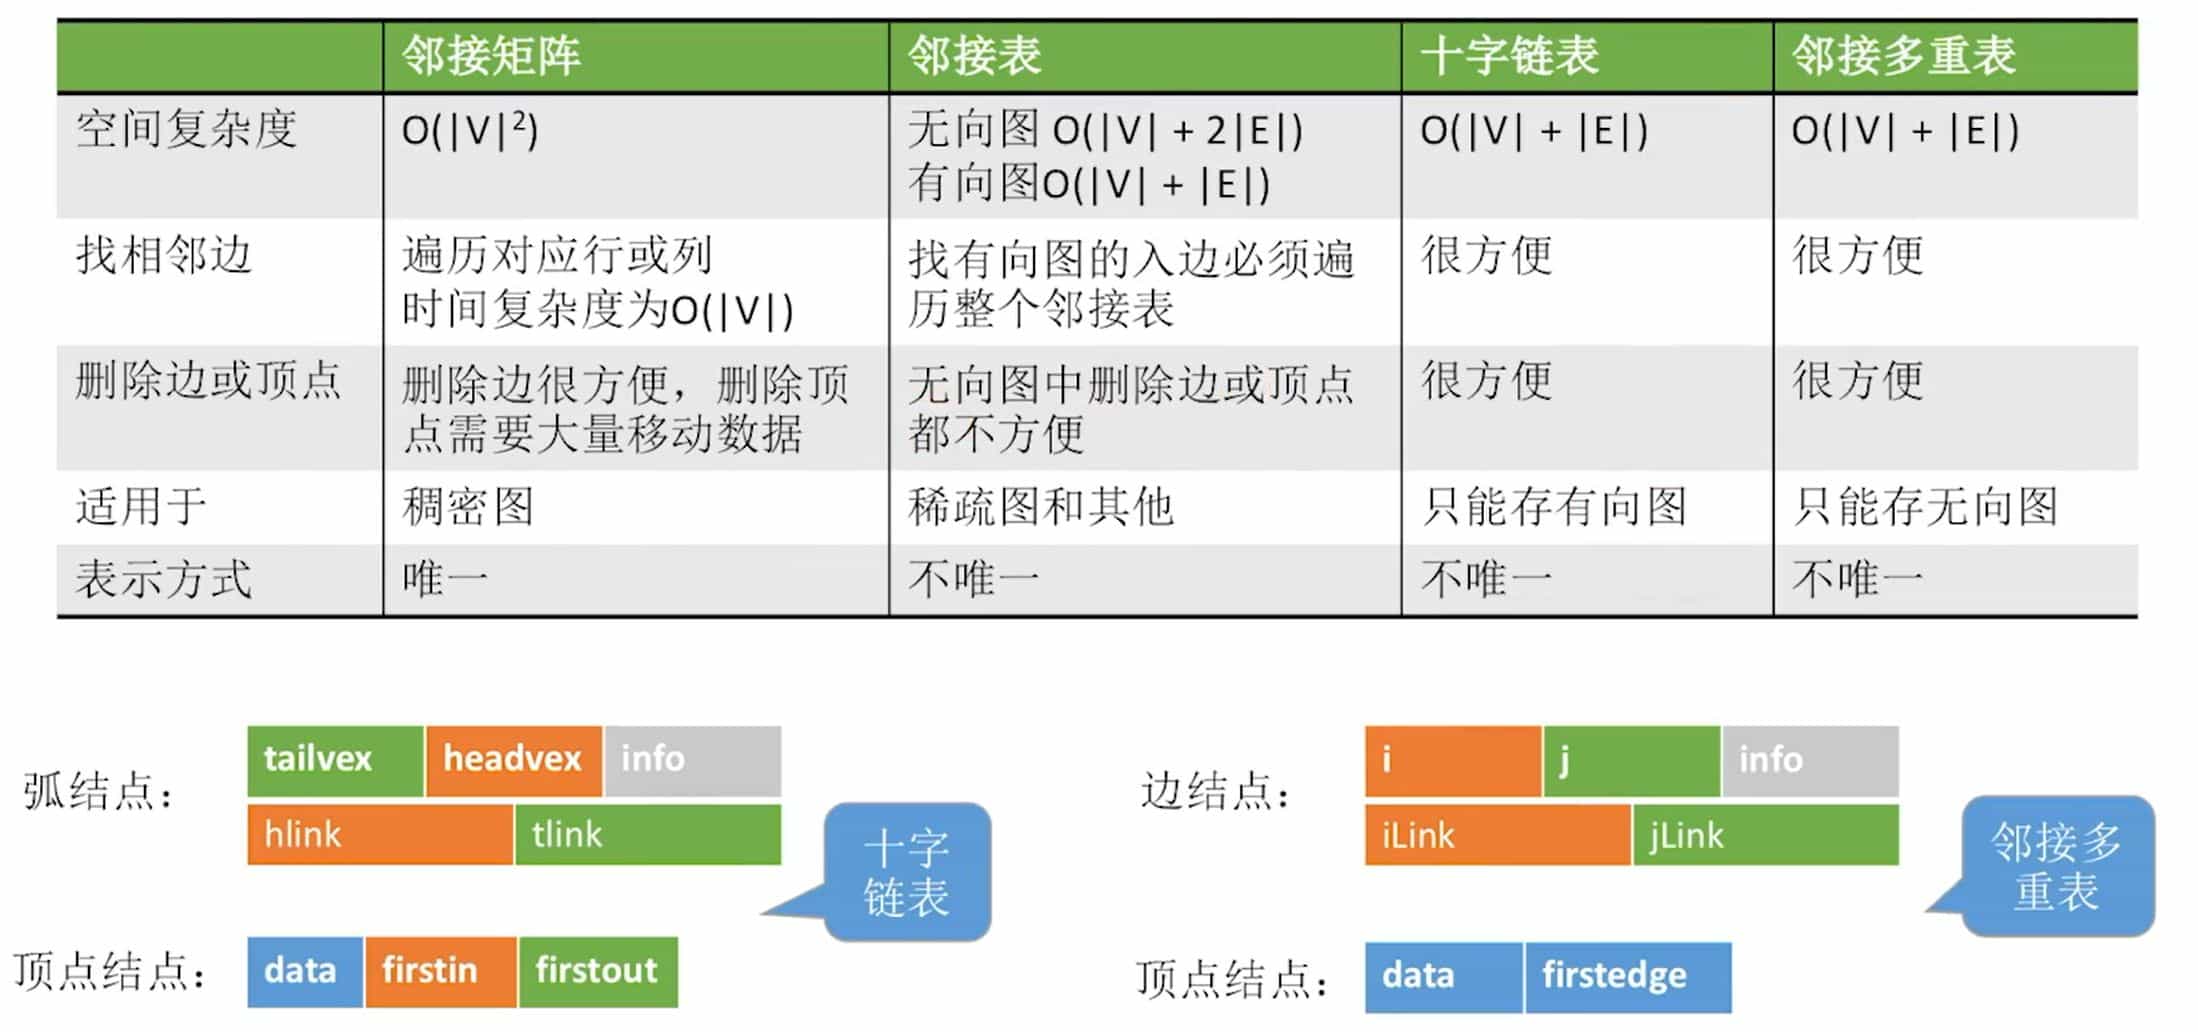 邻接矩阵 邻接表 十字链表 邻接多重表
空间复杂度 O(|V|²) 无向图 O(|V| + 2|E|) O(|V| + |E|) O(|V| + |E|)
有向图O(|V| + |E|)
找相邻边 遍历对应行或列 找有向图的入边必须遍 很方便 很方便
时间复杂度为O(|V|) 历整个邻接表
删除边或顶点 删除边很方便，删除顶 无向图中删除边或顶点 很方便 很方便
点需要大量移动数据 都不方便
适用于 稠密图 稀疏图和其他 只能存有向图 只能存无向图
表示方式 唯一 不唯一 不唯一 不唯一
弧结点：
tailvex headvex info
hlink tlink
十字
链表
顶点结点：
data firstin firstout
边结点：
i j info
iLink jLink
邻接多
重表
顶点结点：
data firstedge